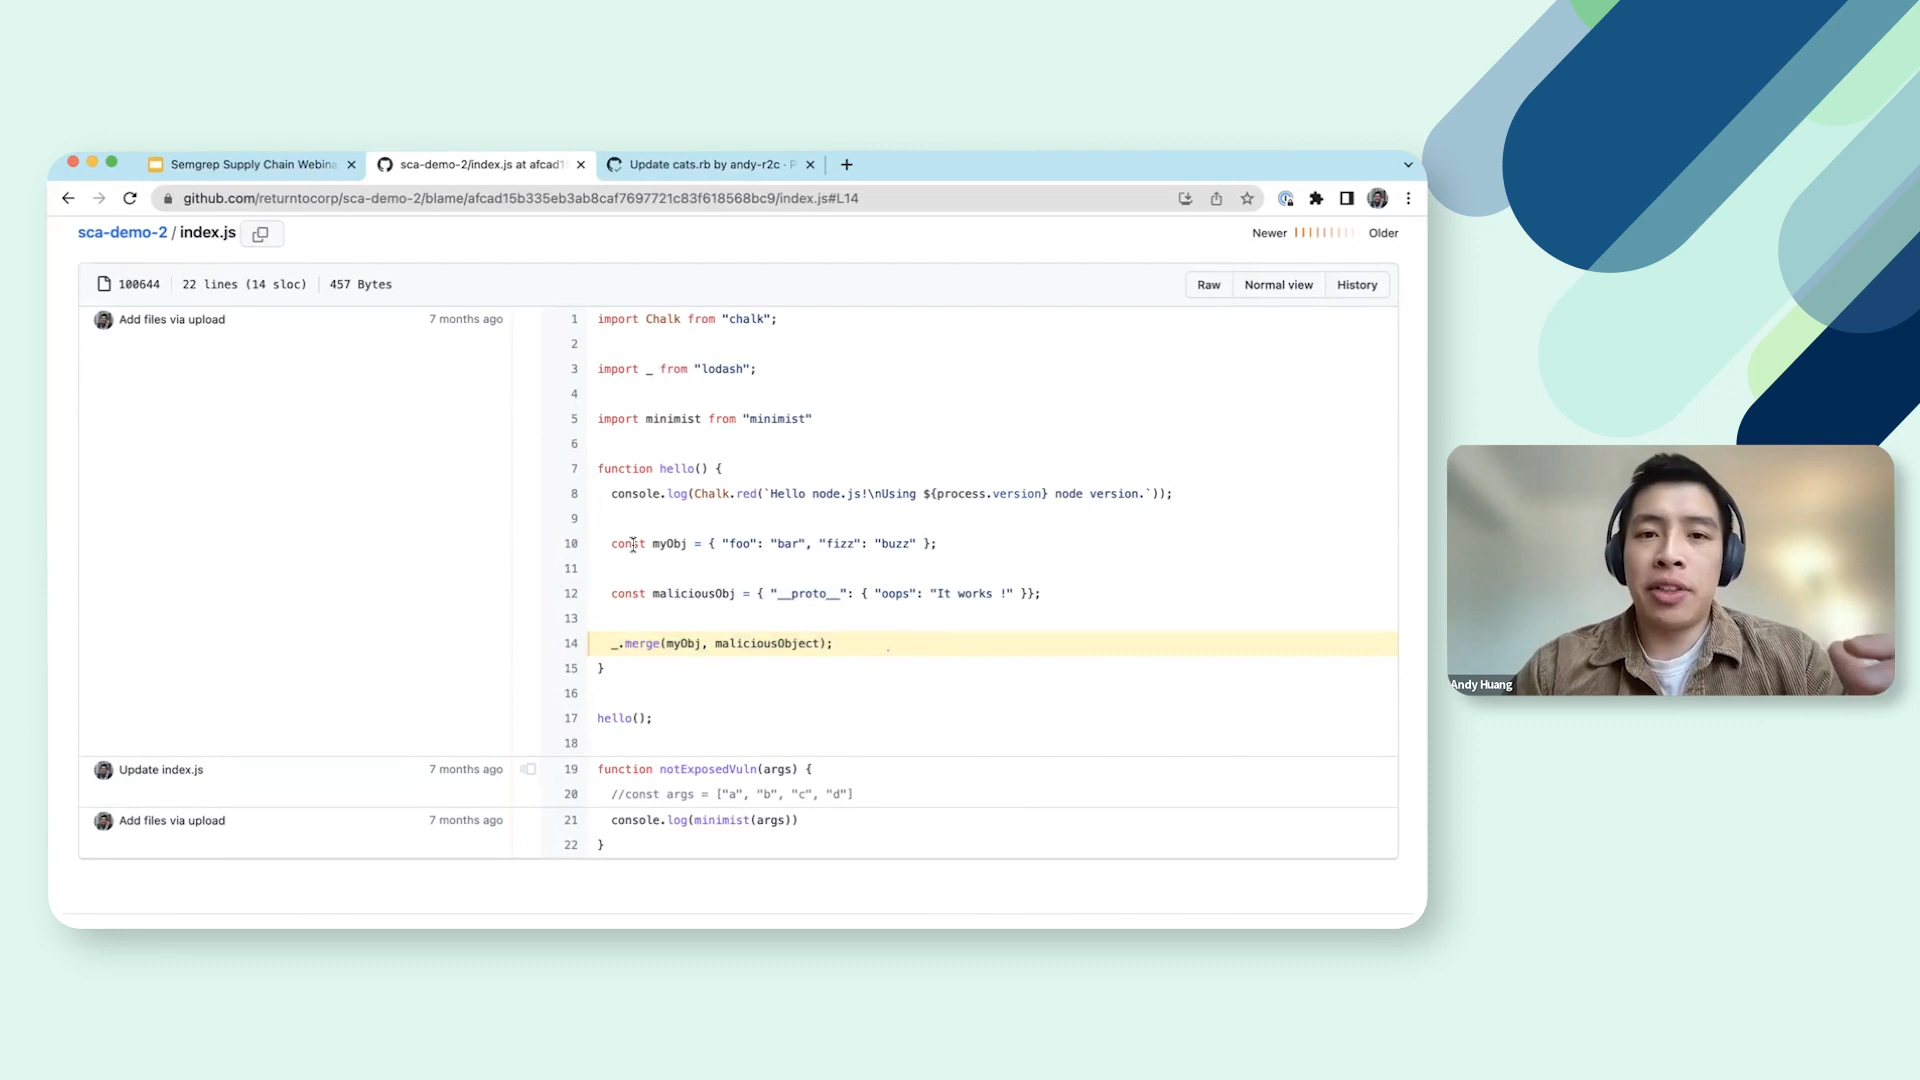 Semgrep Supply Chain Webina
sca-demo-2/index.js at afcad1
Update cats.rb by andy-r2c · P
github.com/returntocorp/sca-demo-2/blame/afcad15b335eb3ab8caf7697721c83f618568bc9/index.js#L14
sca-demo-2 / index.js
Newer Older
100644 22 lines (14 sloc) 457 Bytes
Raw Normal view History
Add files via upload 7 months ago 1 import Chalk from "chalk";
2
3 import _ from "lodash";
4
5 import minimist from "minimist"
6
7 function hello() {
8 console.log(Chalk.red(`Hello node.js!\nUsing ${process.version} node version.`));
9
10 const myObj = { "foo": "bar", "fizz": "buzz" };
11
12 const maliciousObj = { "__proto__": { "oops": "It works !" }};
13
14 _.merge(myObj, maliciousObject);
15 }
16
17 hello();
18
Update index.js 7 months ago 19 function notExposedVuln(args) {
20 //const args = ["a", "b", "c", "d"]
Add files via upload 7 months ago 21 console.log(minimist(args))
22 }
Andy Huang